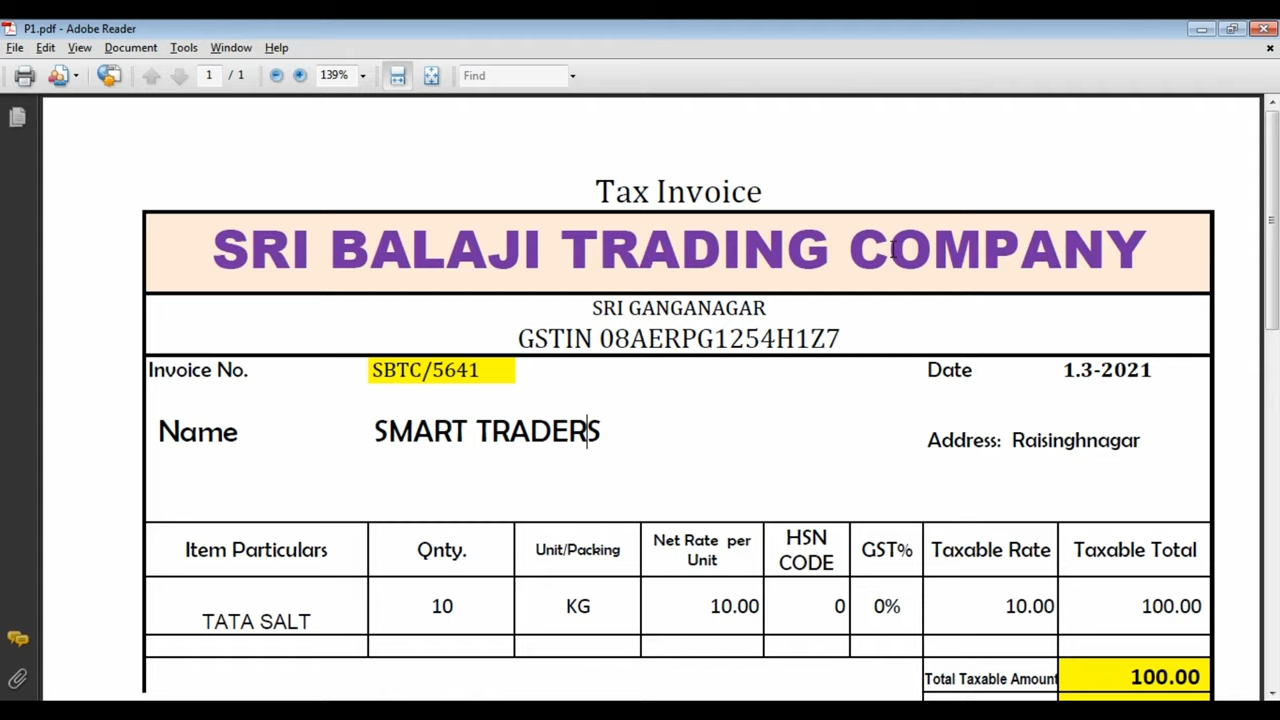 P1.pdf - Adobe Reader
File Edit View Document Tools Window Help
1 / 1 139% Find
Tax Invoice
SRI BALAJI TRADING COMPANY
SRI GANGANAGAR
GSTIN 08AERPG1254H1Z7
Invoice No. SBTC/5641 Date 1.3-2021
Name SMART TRADERS Address: Raisinghnagar
Item Particulars Qnty. Unit/Packing Net Rate per Unit HSN CODE GST% Taxable Rate Taxable Total
TATA SALT 10 KG 10.00 0 0% 10.00 100.00
Total Taxable Amount 100.00